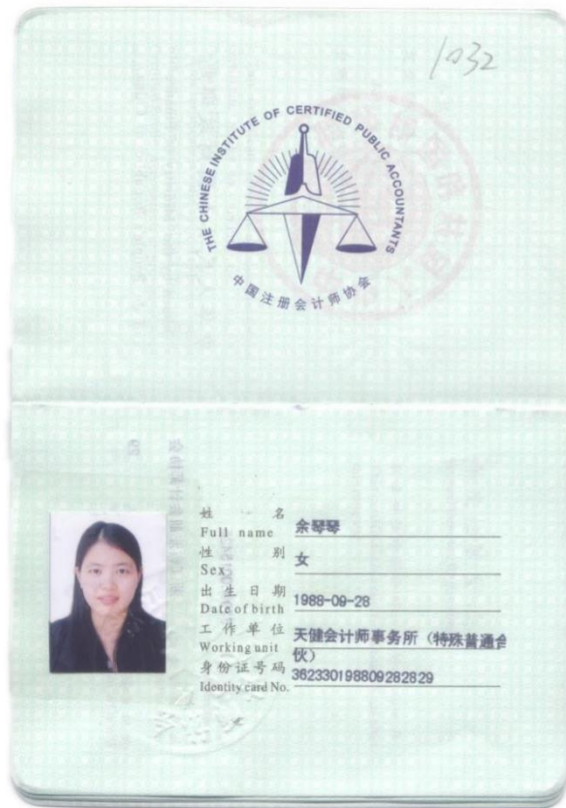 1032
THE CHINESE INSTITUTE OF CERTIFIED PUBLIC ACCOUNTANTS
中国注册会计师协会
姓 名 余琴琴
Full name
性 别 女
Sex
出生日期 1988-09-28
Date of birth
工作单位 天健会计师事务所（特殊普通合
Working unit 伙）
身份证号码 362330198809282829
Identity card No.